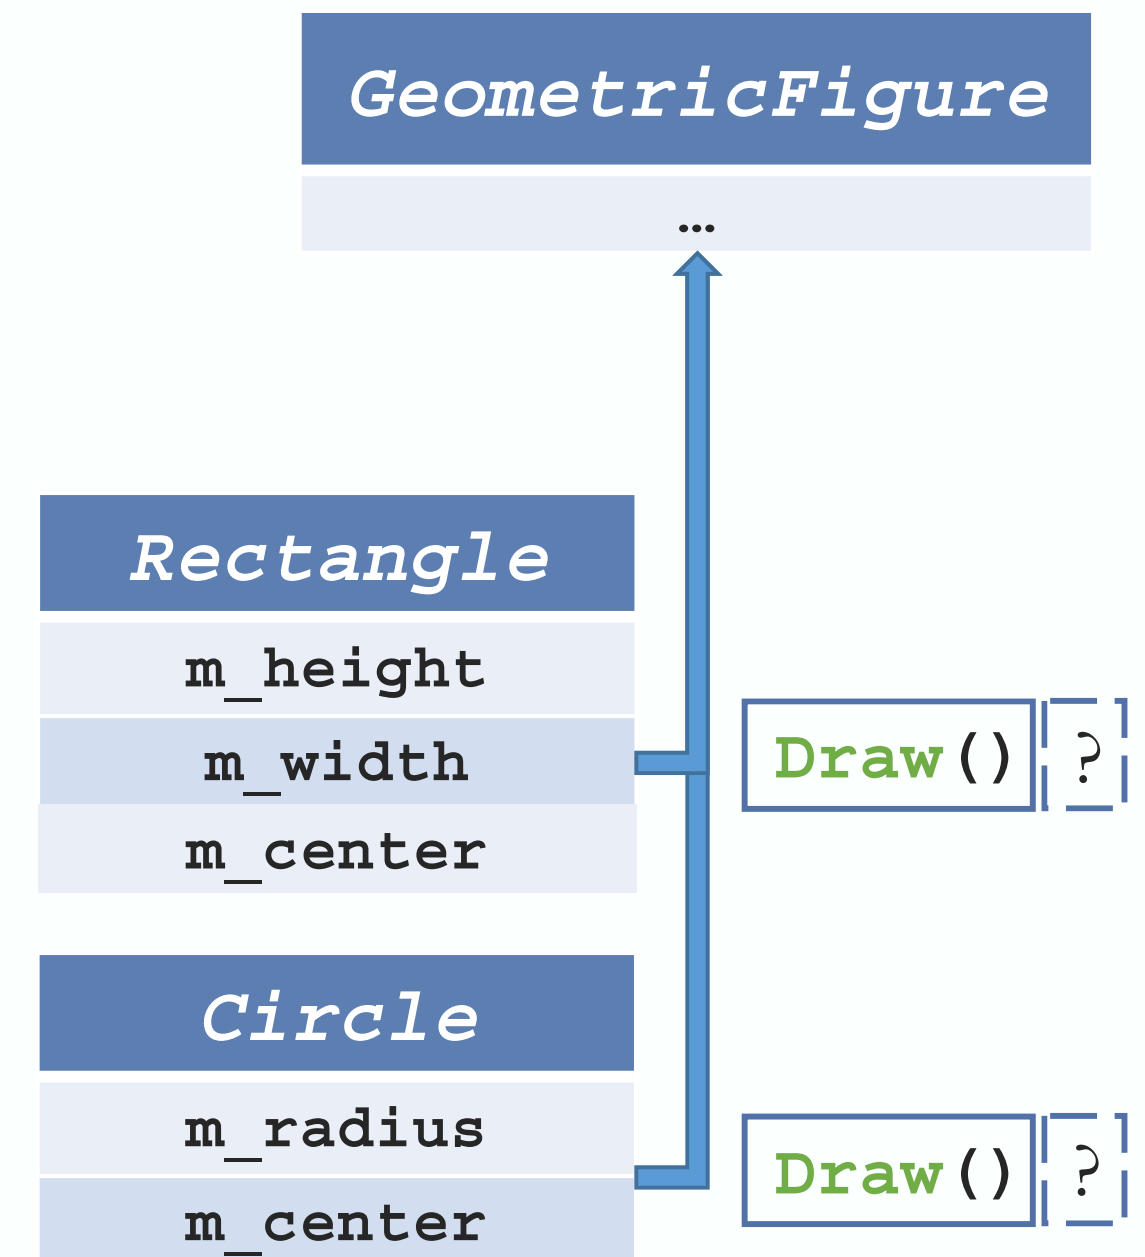 GeometricFigure
…
Rectangle
m_height
m_width
m_center
Draw() ?
Circle
m_radius
m_center
Draw() ?